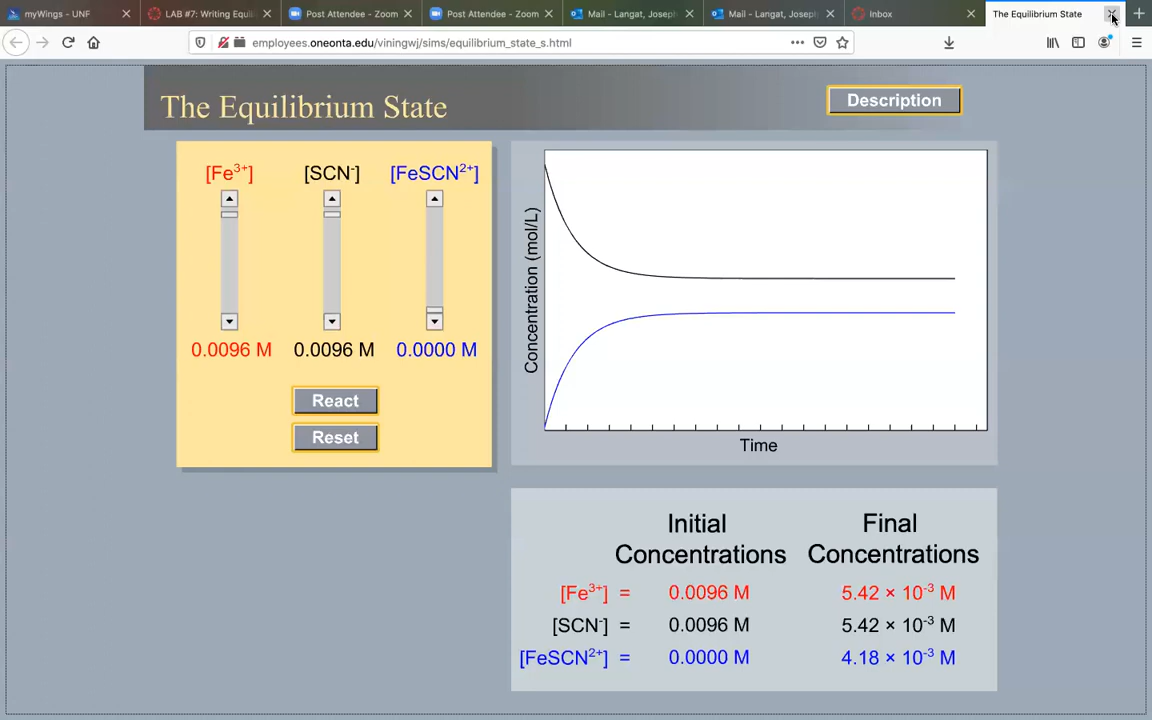 myWings - UNF
LAB #7: Writing Equil
Post Attendee - Zoom
Post Attendee - Zoom
Mail - Langat, Joseph
Mail - Langat, Joseph
Inbox
The Equilibrium State
employees.oneonta.edu/viningwj/sims/equilibrium_state_s.html
The Equilibrium State
Description
[Fe³⁺] [SCN⁻] [FeSCN²⁺]
0.0096 M 0.0096 M 0.0000 M
React
Reset
Concentration (mol/L)
Time
Initial Final
Concentrations Concentrations
[Fe³⁺] = 0.0096 M 5.42 × 10⁻³ M
[SCN⁻] = 0.0096 M 5.42 × 10⁻³ M
[FeSCN²⁺] = 0.0000 M 4.18 × 10⁻³ M